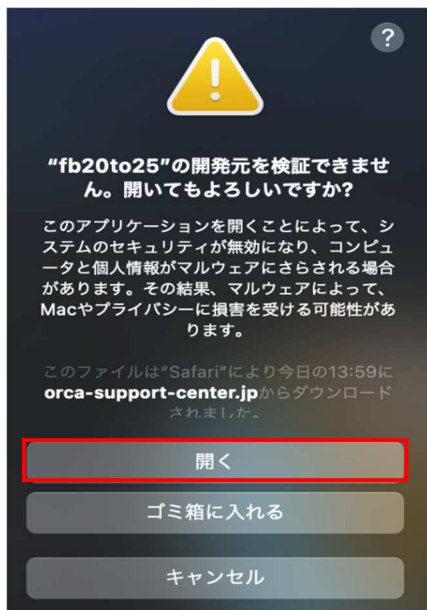 ?
“fb20to25”の開発元を検証できませ
ん。開いてもよろしいですか?
このアプリケーションを開くことによって、シ
ステムのセキュリティが無効になり、コンピュ
ータと個人情報がマルウェアにさらされる場合
があります。その結果、マルウェアによって、
Macやプライバシーに損害を受ける可能性があ
ります。
このファイルは“Safari”により今日の13:59に
orca-support-center.jpからダウンロード
されました。
開く
ゴミ箱に入れる
キャンセル